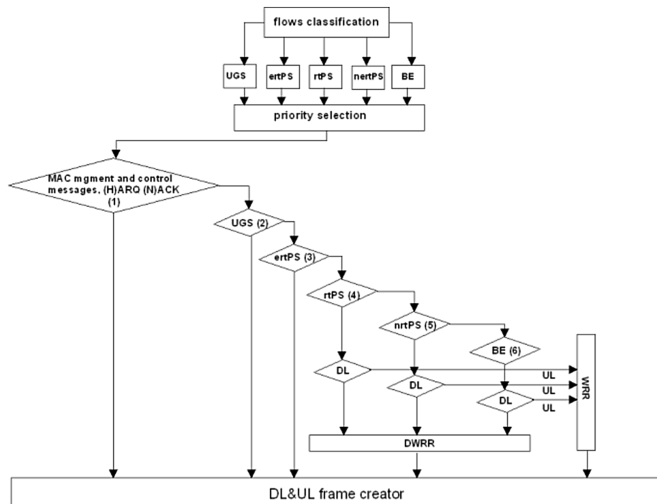 flows classification
UGS
ertPS
rtPS
nertPS
BE
priority selection
MAC mgment and control
messages, (H)ARQ (N)ACK
(1)
UGS (2)
ertPS (3)
rtPS (4)
nrtPS (5)
BE (6)
DL
UL
DL
UL
DL
UL
WRR
DWRR
DL&UL frame creator